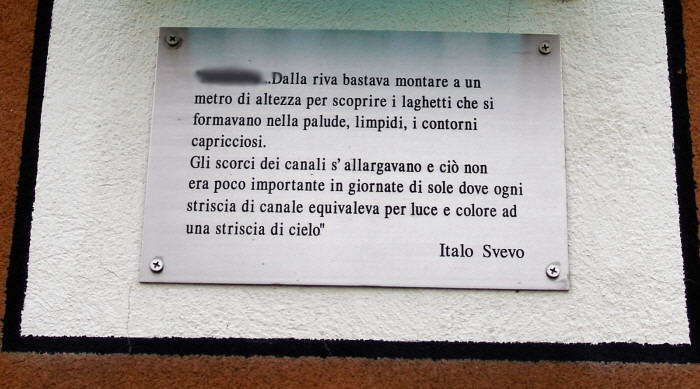 ..Dalla riva bastava montare a un
metro di altezza per scoprire i laghetti che si
formavano nella palude, limpidi, i contorni
capricciosi.
Gli scorci dei canali s'allargavano e ciò non
era poco importante in giornate di sole dove ogni
striscia di canale equivaleva per luce e colore ad
una striscia di cielo"
Italo Svevo